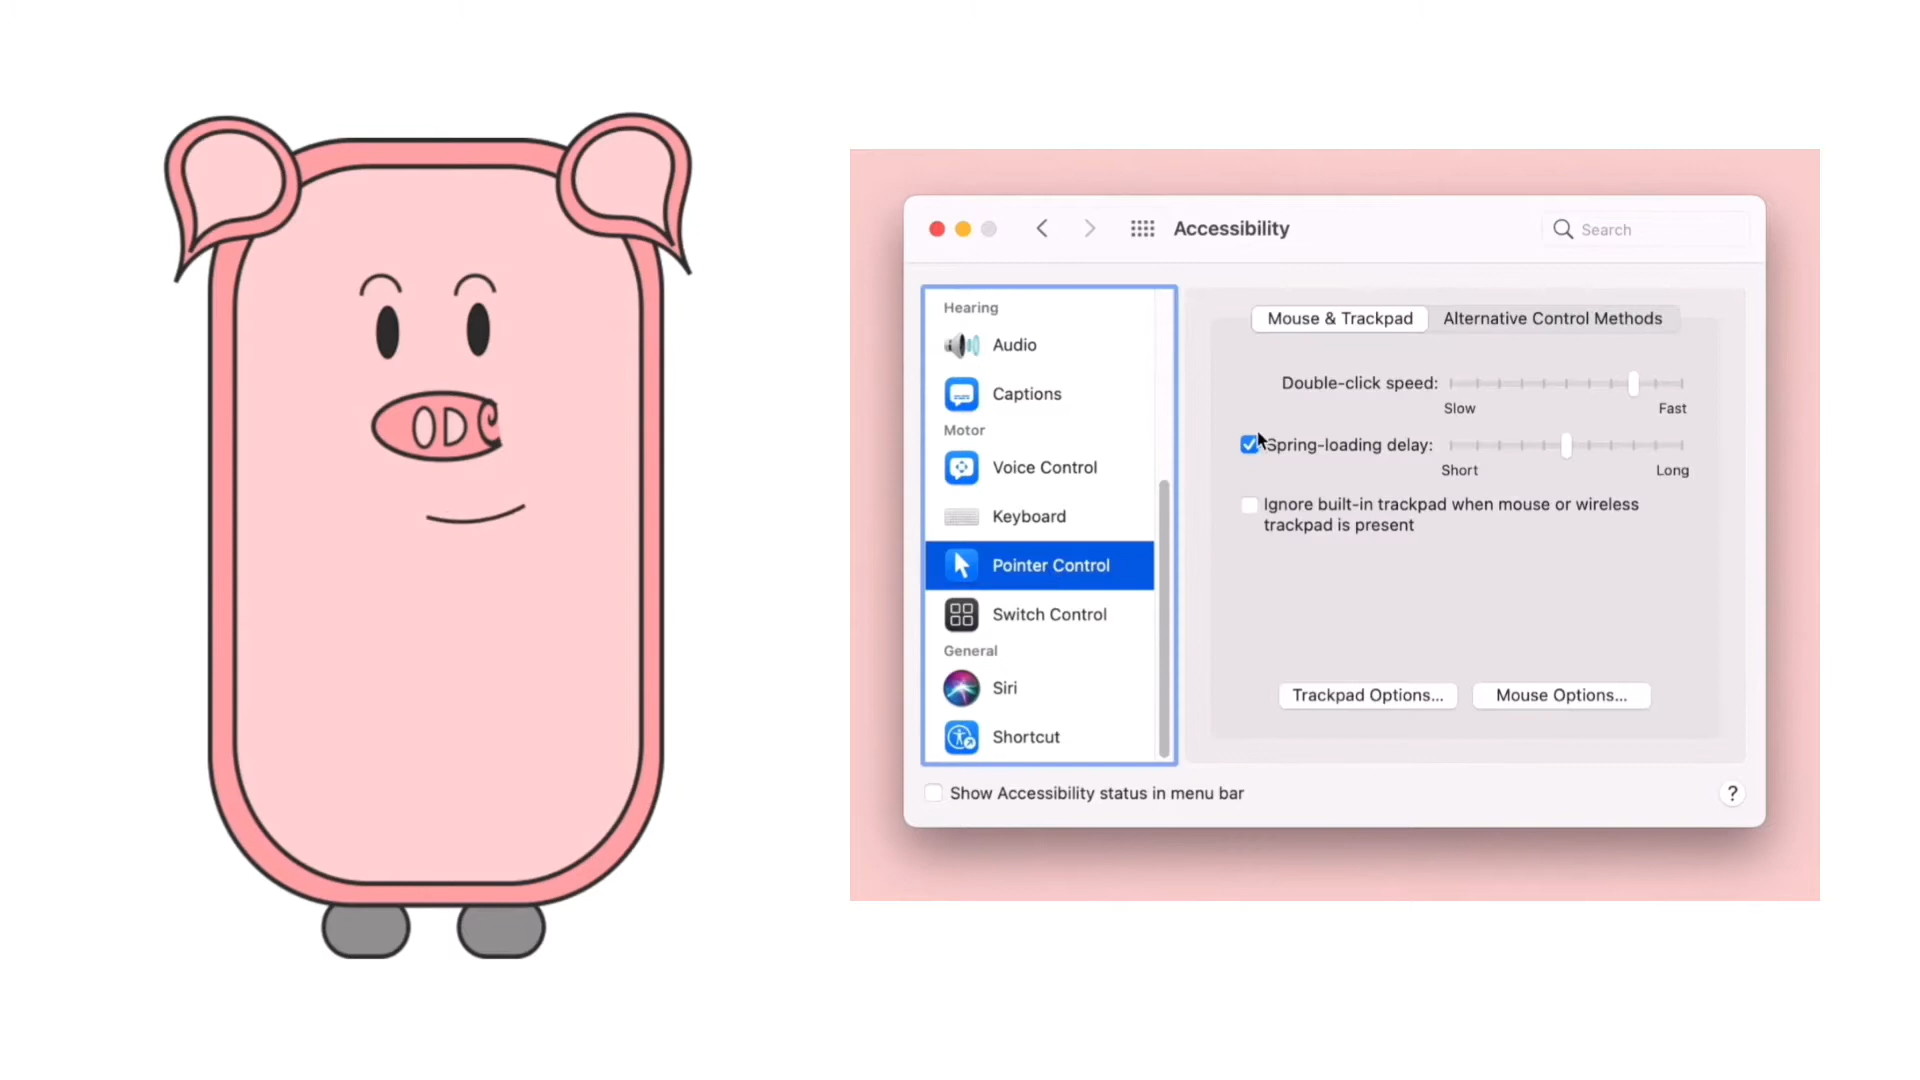 ODC
Accessibility
Search
Hearing
Audio
Captions
Motor
Voice Control
Keyboard
Pointer Control
Switch Control
General
Siri
Shortcut
Mouse & Trackpad
Alternative Control Methods
Double-click speed:
Slow
Fast
Spring-loading delay:
Short
Long
Ignore built-in trackpad when mouse or wireless
trackpad is present
Trackpad Options...
Mouse Options...
Show Accessibility status in menu bar
?